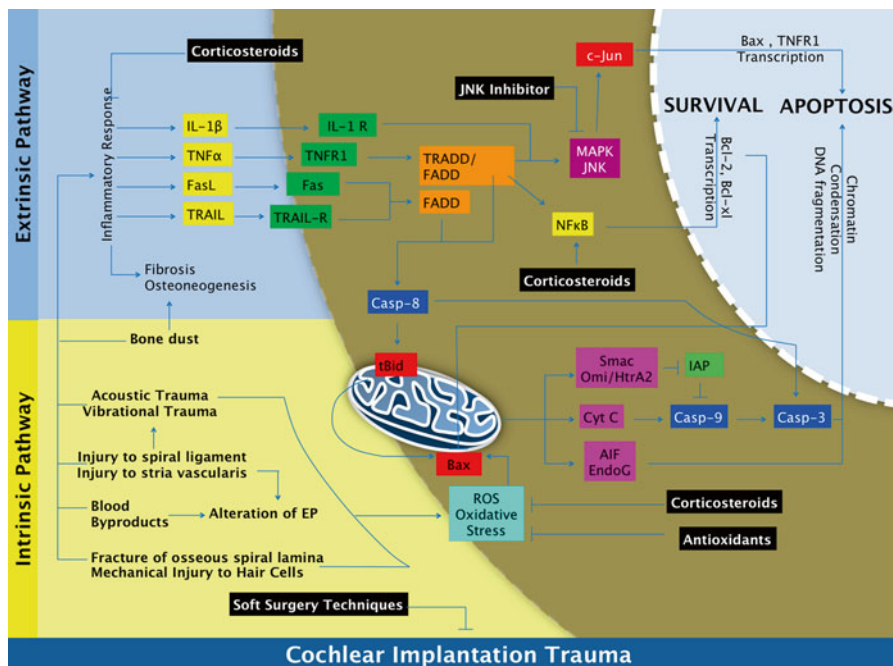 Extrinsic Pathway
Intrinsic Pathway
Corticosteroids
Inflammatory Response
IL-1β
TNFα
FasL
TRAIL
IL-1 R
TNFR1
Fas
TRAIL-R
TRADD/
FADD
FADD
JNK Inhibitor
c-Jun
MAPK
JNK
NFκB
Corticosteroids
Bax , TNFR1
Transcription
SURVIVAL
APOPTOSIS
Bcl-2, Bcl-xl
Transcription
Chromatin
Condensation
DNA fragmentation
Fibrosis
Osteoneogenesis
Bone dust
Casp-8
tBid
Bax
Smac
Omi/HtrA2
IAP
Cyt C
Casp-9
Casp-3
AIF
EndoG
Acoustic Trauma
Vibrational Trauma
Injury to spiral ligament
Injury to stria vascularis
Blood
Byproducts
Alteration of EP
Fracture of osseous spiral lamina
Mechanical Injury to Hair Cells
ROS
Oxidative
Stress
Corticosteroids
Antioxidants
Soft Surgery Techniques
Cochlear Implantation Trauma